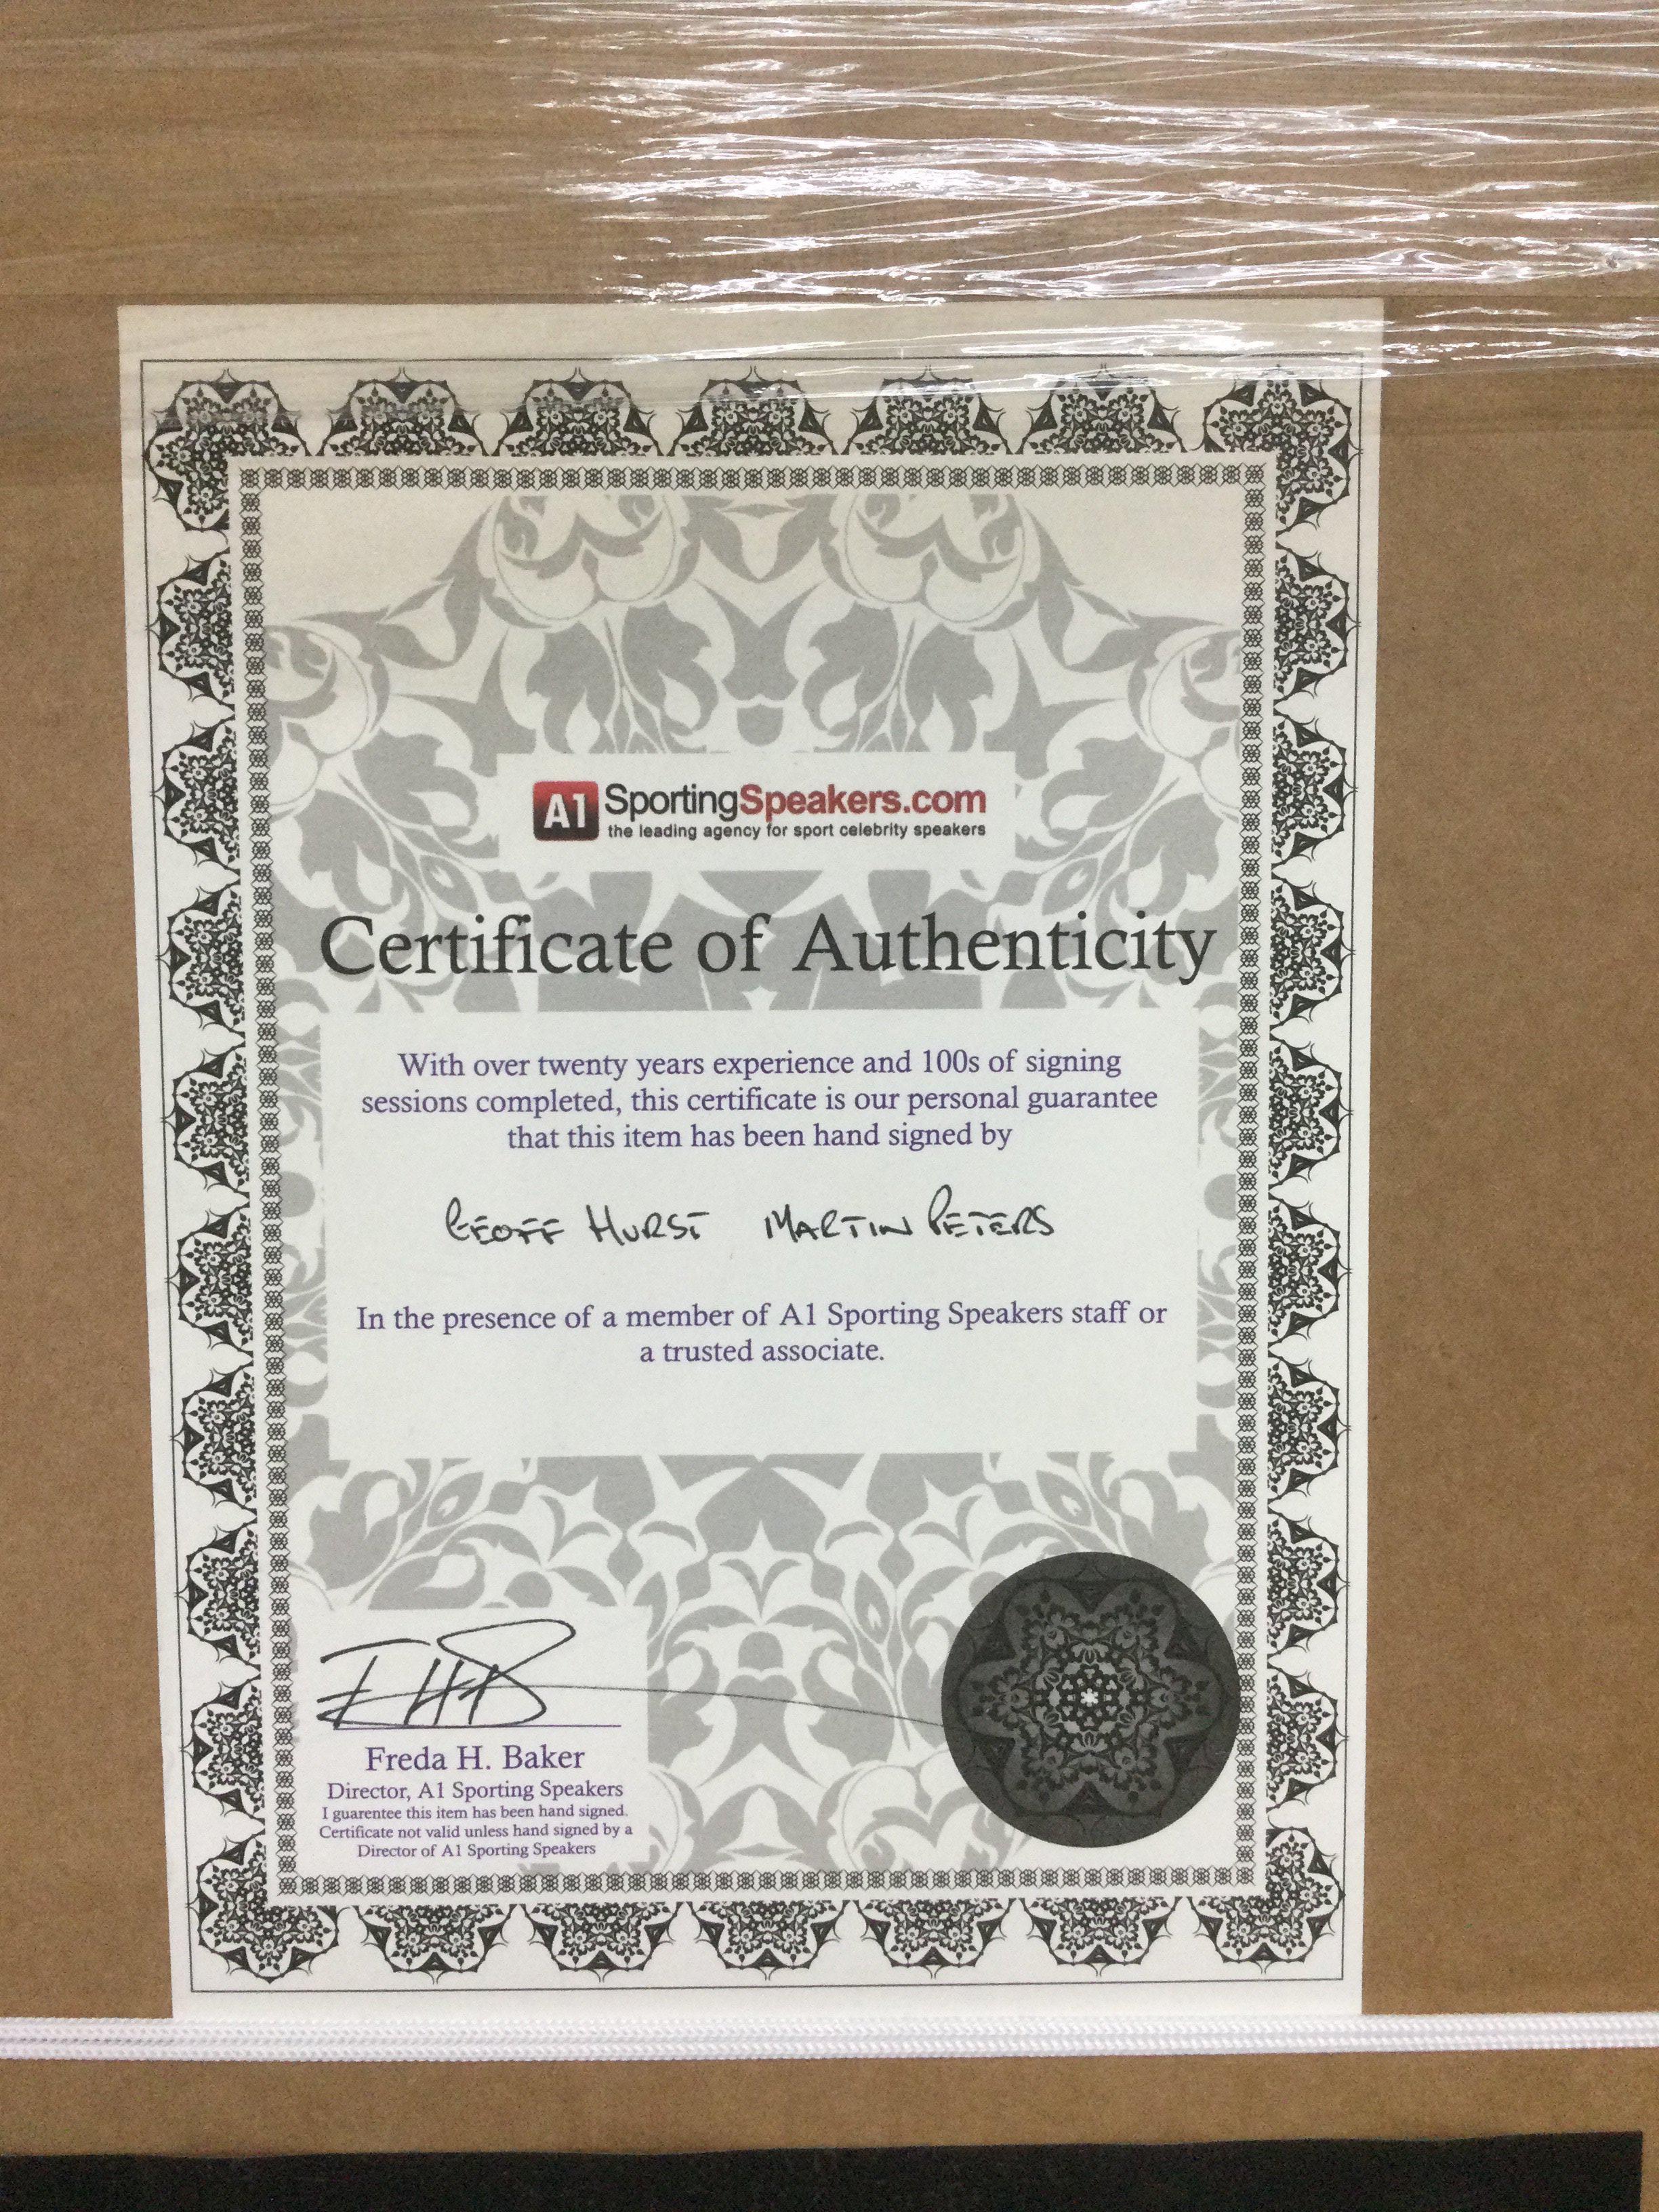 A1 SportingSpeakers.com
the leading agency for sport celebrity speakers
Certificate of Authenticity
With over twenty years experience and 100s of signing
sessions completed, this certificate is our personal guarantee
that this item has been hand signed by
GEOFF HURST MARTIN PETERS
In the presence of a member of A1 Sporting Speakers staff or
a trusted associate.
Freda H. Baker
Director, A1 Sporting Speakers
I guarentee this item has been hand signed.
Certificate not valid unless hand signed by a
Director of A1 Sporting Speakers